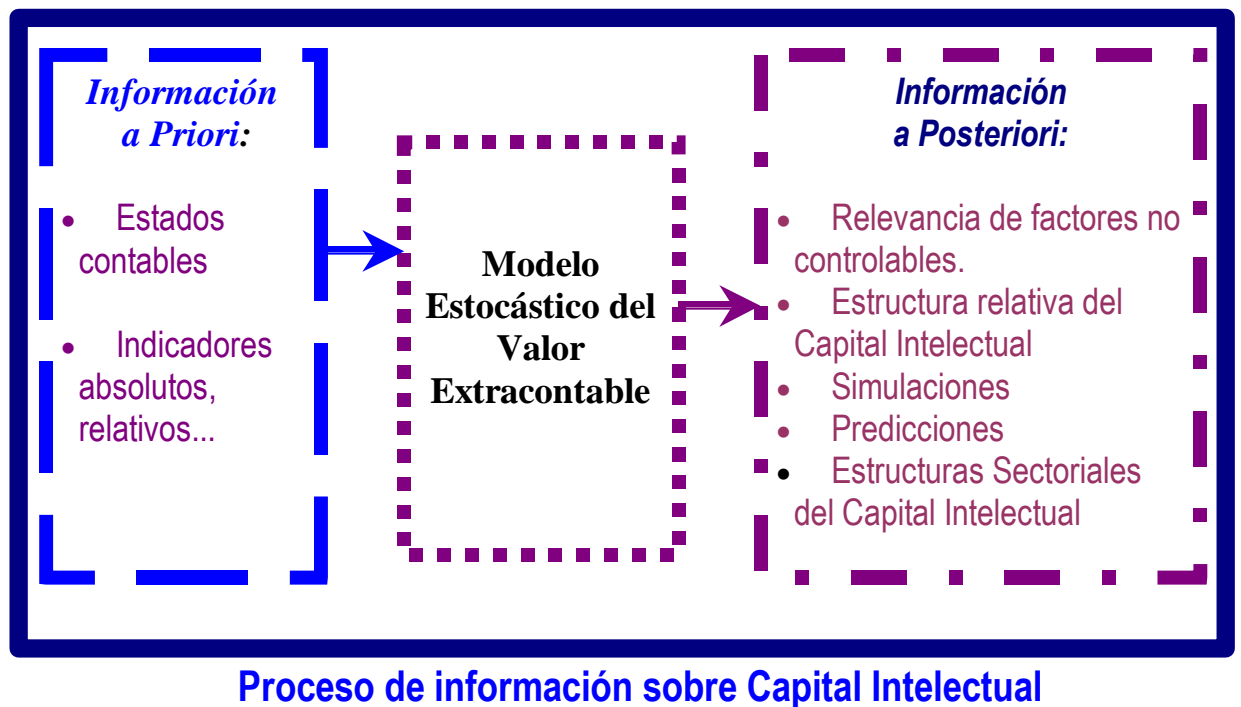 Información
a Priori:
• Estados
contables
• Indicadores
absolutos,
relativos...
Modelo
Estocástico del
Valor
Extracontable
Información
a Posteriori:
• Relevancia de factores no
controlables.
• Estructura relativa del
Capital Intelectual
• Simulaciones
• Predicciones
• Estructuras Sectoriales
del Capital Intelectual
Proceso de información sobre Capital Intelectual